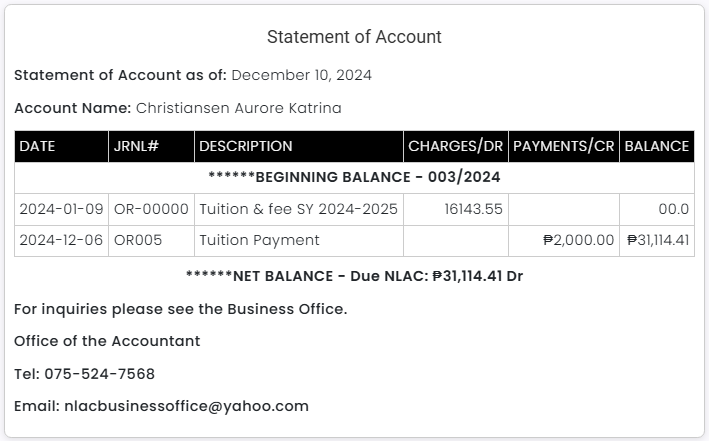 Statement of Account
Statement of Account as of: December 10, 2024
Account Name: Christiansen Aurore Katrina
DATE JRNL# DESCRIPTION CHARGES/DR PAYMENTS/CR BALANCE
******BEGINNING BALANCE - 003/2024
2024-01-09 OR-00000 Tuition & fee SY 2024-2025 16143.55 00.0
2024-12-06 OR005 Tuition Payment ₱2,000.00 ₱31,114.41
******NET BALANCE - Due NLAC: ₱31,114.41 Dr
For inquiries please see the Business Office.
Office of the Accountant
Tel: 075-524-7568
Email: nlacbusinessoffice@yahoo.com